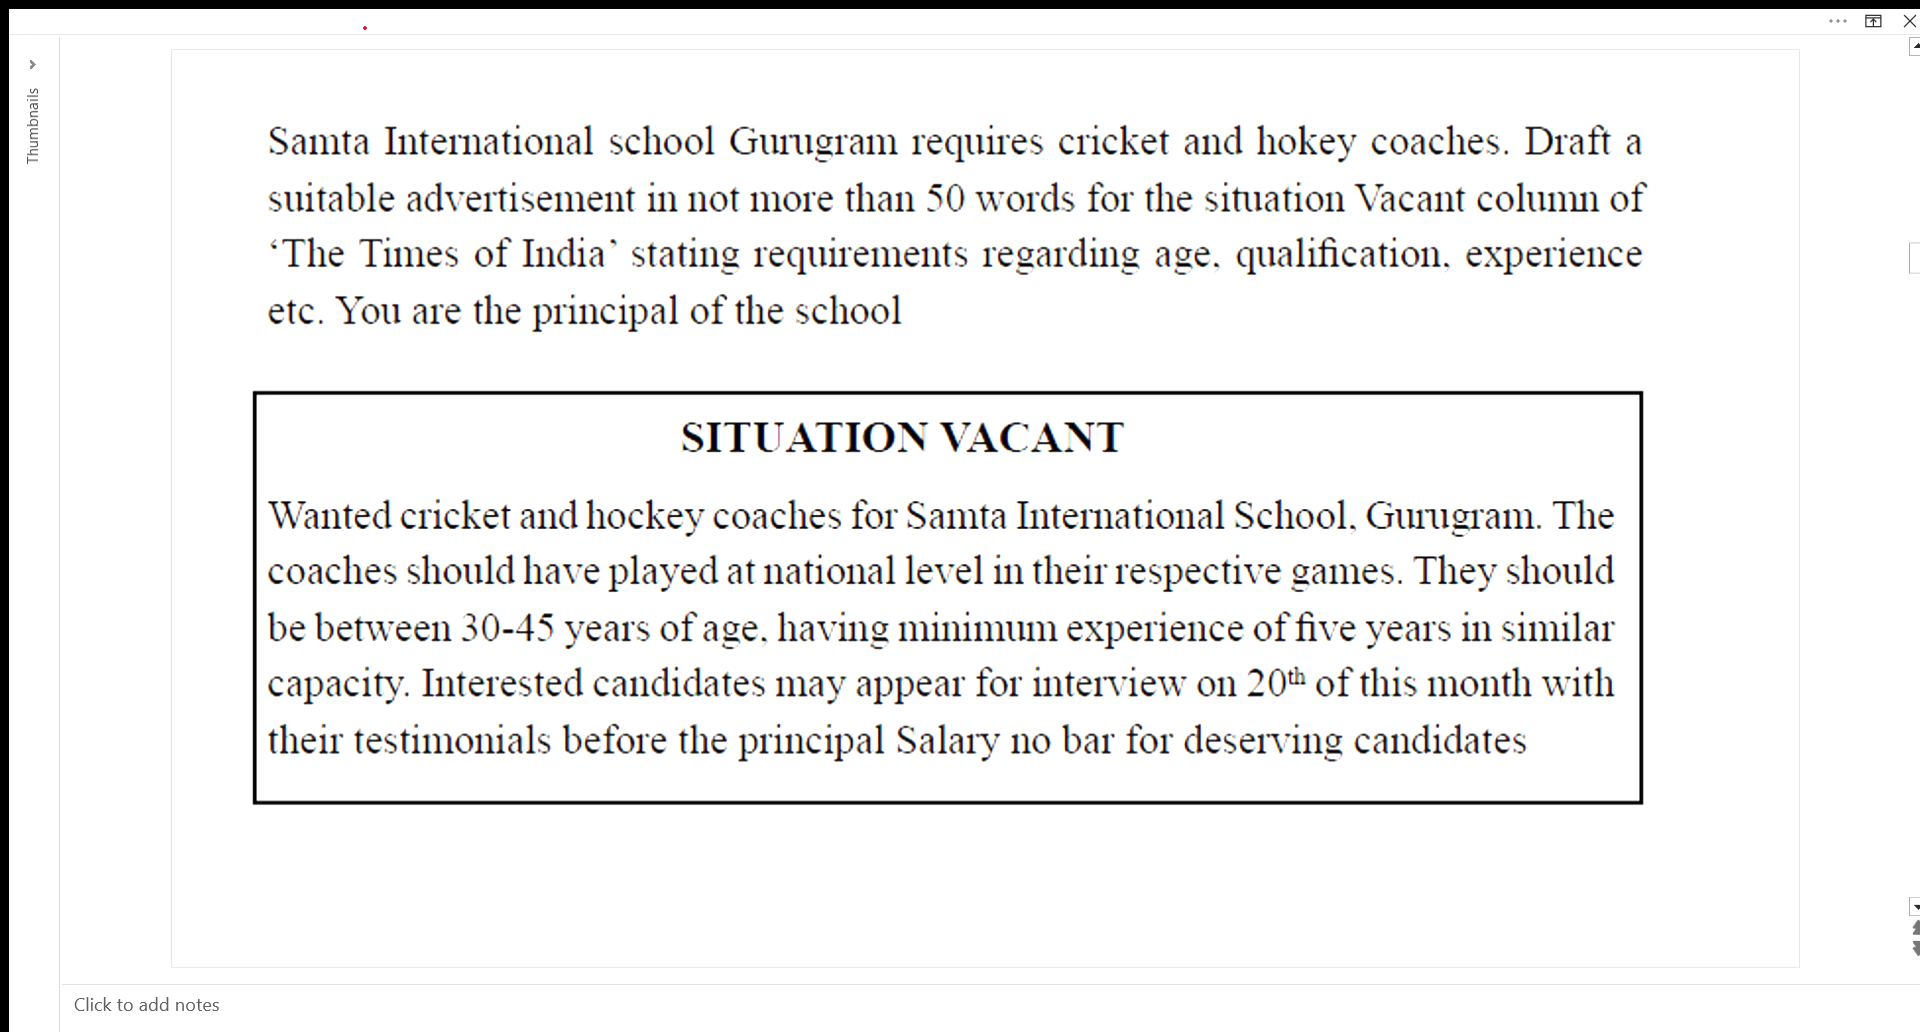 Thumbnails
Samta International school Gurugram requires cricket and hokey coaches. Draft a
suitable advertisement in not more than 50 words for the situation Vacant column of
‘The Times of India’ stating requirements regarding age, qualification, experience
etc. You are the principal of the school
SITUATION VACANT
Wanted cricket and hockey coaches for Samta International School, Gurugram. The
coaches should have played at national level in their respective games. They should
be between 30-45 years of age, having minimum experience of five years in similar
capacity. Interested candidates may appear for interview on 20th of this month with
their testimonials before the principal Salary no bar for deserving candidates
Click to add notes